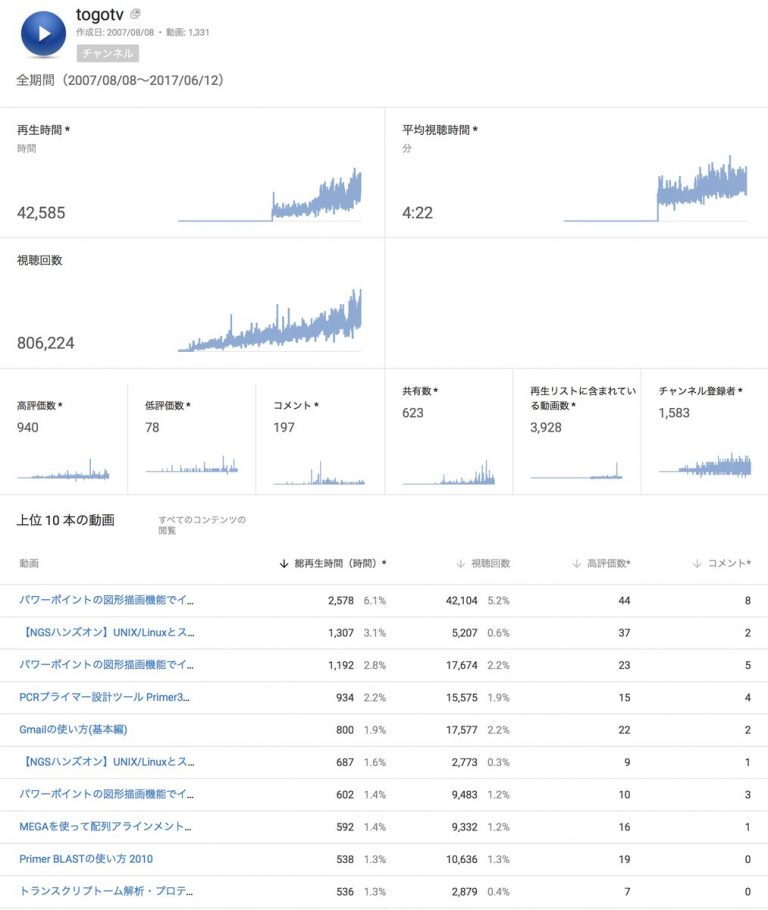 togotv
作成日: 2007/08/08 • 動画: 1,331
チャンネル
全期間（2007/08/08〜2017/06/12）
再生時間 *
時間
42,585
平均視聴時間 *
分
4:22
視聴回数
806,224
高評価数 *
940
低評価数 *
78
コメント *
197
共有数 *
623
再生リストに含まれてい
る動画数 *
3,928
チャンネル登録者 *
1,583
上位 10 本の動画
すべてのコンテンツの
閲覧
動画 ↓ 総再生時間（時間）* ↓ 視聴回数 ↓ 高評価数* ↓ コメント*
パワーポイントの図形描画機能でイ... 2,578 6.1% 42,104 5.2% 44 8
【NGSハンズオン】UNIX/Linuxとス... 1,307 3.1% 5,207 0.6% 37 2
パワーポイントの図形描画機能でイ... 1,192 2.8% 17,674 2.2% 23 5
PCRプライマー設計ツール Primer3... 934 2.2% 15,575 1.9% 15 4
Gmailの使い方(基本編) 800 1.9% 17,577 2.2% 22 2
【NGSハンズオン】UNIX/Linuxとス... 687 1.6% 2,773 0.3% 9 1
パワーポイントの図形描画機能でイ... 602 1.4% 9,483 1.2% 10 3
MEGAを使って配列アラインメント... 592 1.4% 9,332 1.2% 16 1
Primer BLASTの使い方 2010 538 1.3% 10,636 1.3% 19 0
トランスクリプトーム解析・プロテ... 536 1.3% 2,879 0.4% 7 0